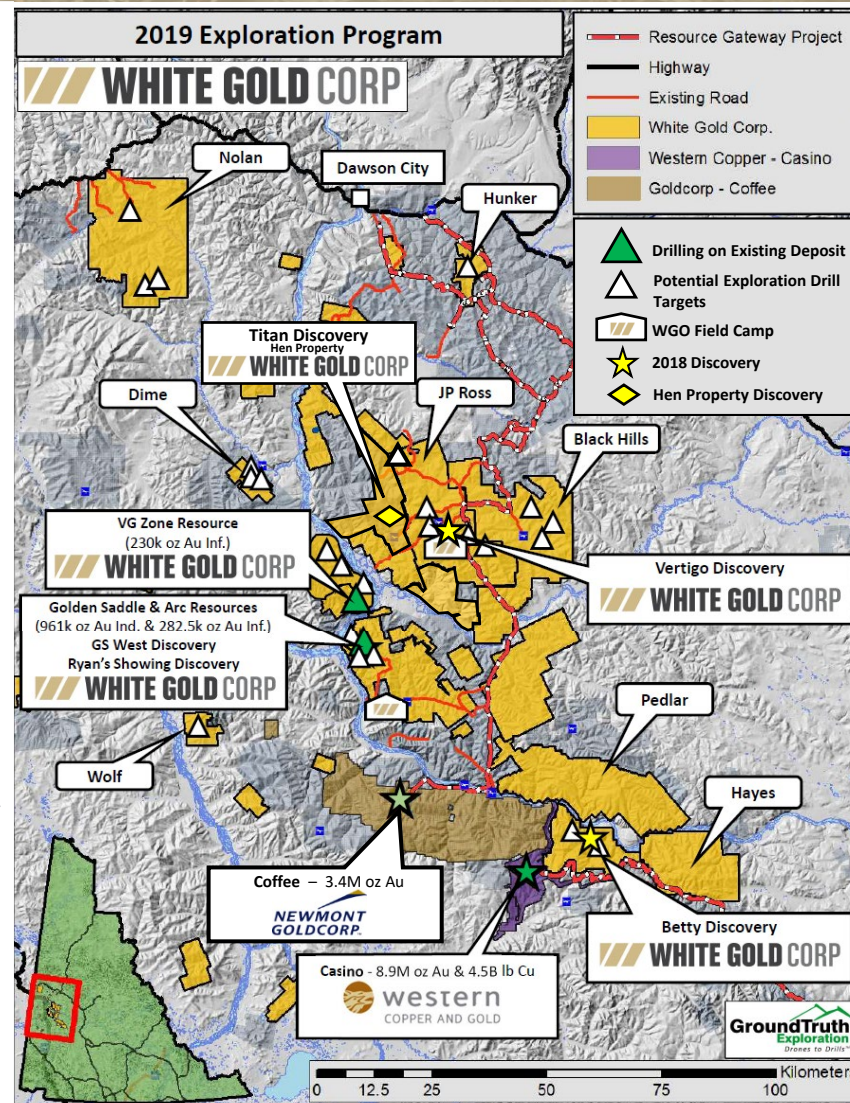 2019 Exploration Program
WHITE GOLD CORP
Resource Gateway Project
Highway
Existing Road
White Gold Corp.
Western Copper - Casino
Goldcorp - Coffee
Drilling on Existing Deposit
Potential Exploration Drill
Targets
WGO Field Camp
2018 Discovery
Hen Property Discovery
Nolan
Dawson City
Hunker
Titan Discovery
Hen Property
WHITE GOLD CORP
Dime
JP Ross
Black Hills
VG Zone Resource
(230k oz Au Inf.)
WHITE GOLD CORP
Vertigo Discovery
WHITE GOLD CORP
Golden Saddle & Arc Resources
(961k oz Au Ind. & 282.5k oz Au Inf.)
GS West Discovery
Ryan's Showing Discovery
WHITE GOLD CORP
Pedlar
Wolf
Hayes
Coffee – 3.4M oz Au
NEWMONT
GOLDCORP
Betty Discovery
WHITE GOLD CORP
Casino - 8.9M oz Au & 4.5B lb Cu
western
COPPER AND GOLD
GroundTruth
Exploration
Drones to Drills
Kilometer
0 12.5 25 50 75 100